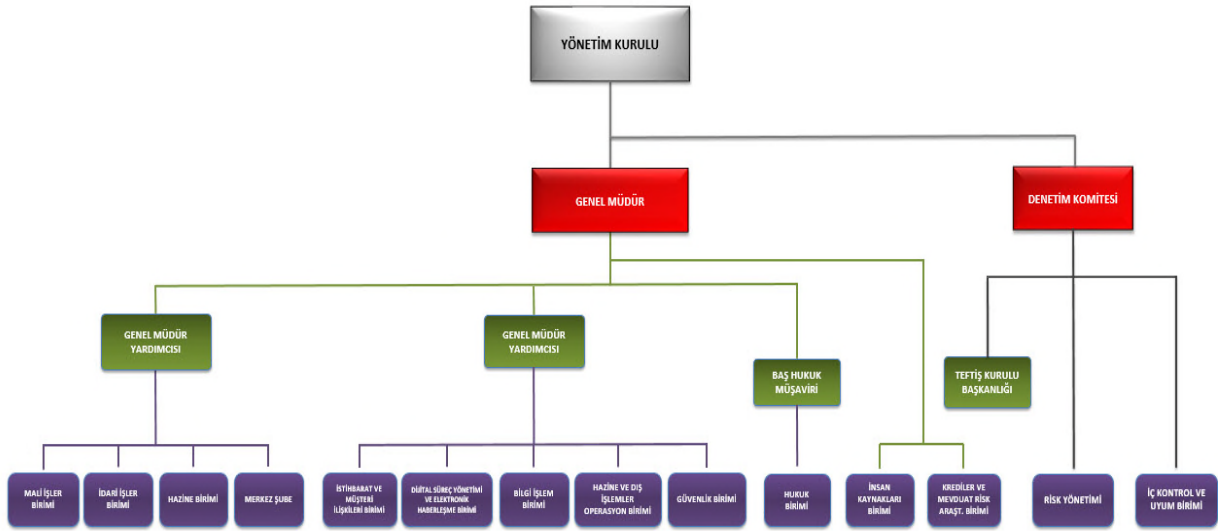 YÖNETİM KURULU
GENEL MÜDÜR
DENETİM KOMİTESİ
GENEL MÜDÜR
YARDIMCISI
GENEL MÜDÜR
YARDIMCISI
BAŞ HUKUK
MÜŞAVİRİ
TEFTİŞ KURULU
BAŞKANLIĞI
MALİ İŞLER
BİRİMİ
İDARİ İŞLER
BİRİMİ
HAZİNE BİRİMİ
MERKEZ ŞUBE
İSTİHBARAT VE
MÜŞTERİ
İLİŞKİLERİ BİRİMİ
DİJİTAL SÜREÇ YÖNETİMİ
VE ELEKTRONİK
HABERLEŞME BİRİMİ
BİLGİ İŞLEM
BİRİMİ
HAZİNE VE DIŞ
İŞLEMLER
OPERASYON BİRİMİ
GÜVENLİK BİRİMİ
HUKUK
BİRİMİ
İNSAN
KAYNAKLARI
BİRİMİ
KREDİLER VE
MEVDUAT RİSK
ARAŞT. BİRİMİ
RİSK YÖNETİMİ
İÇ KONTROL VE
UYUM BİRİMİ